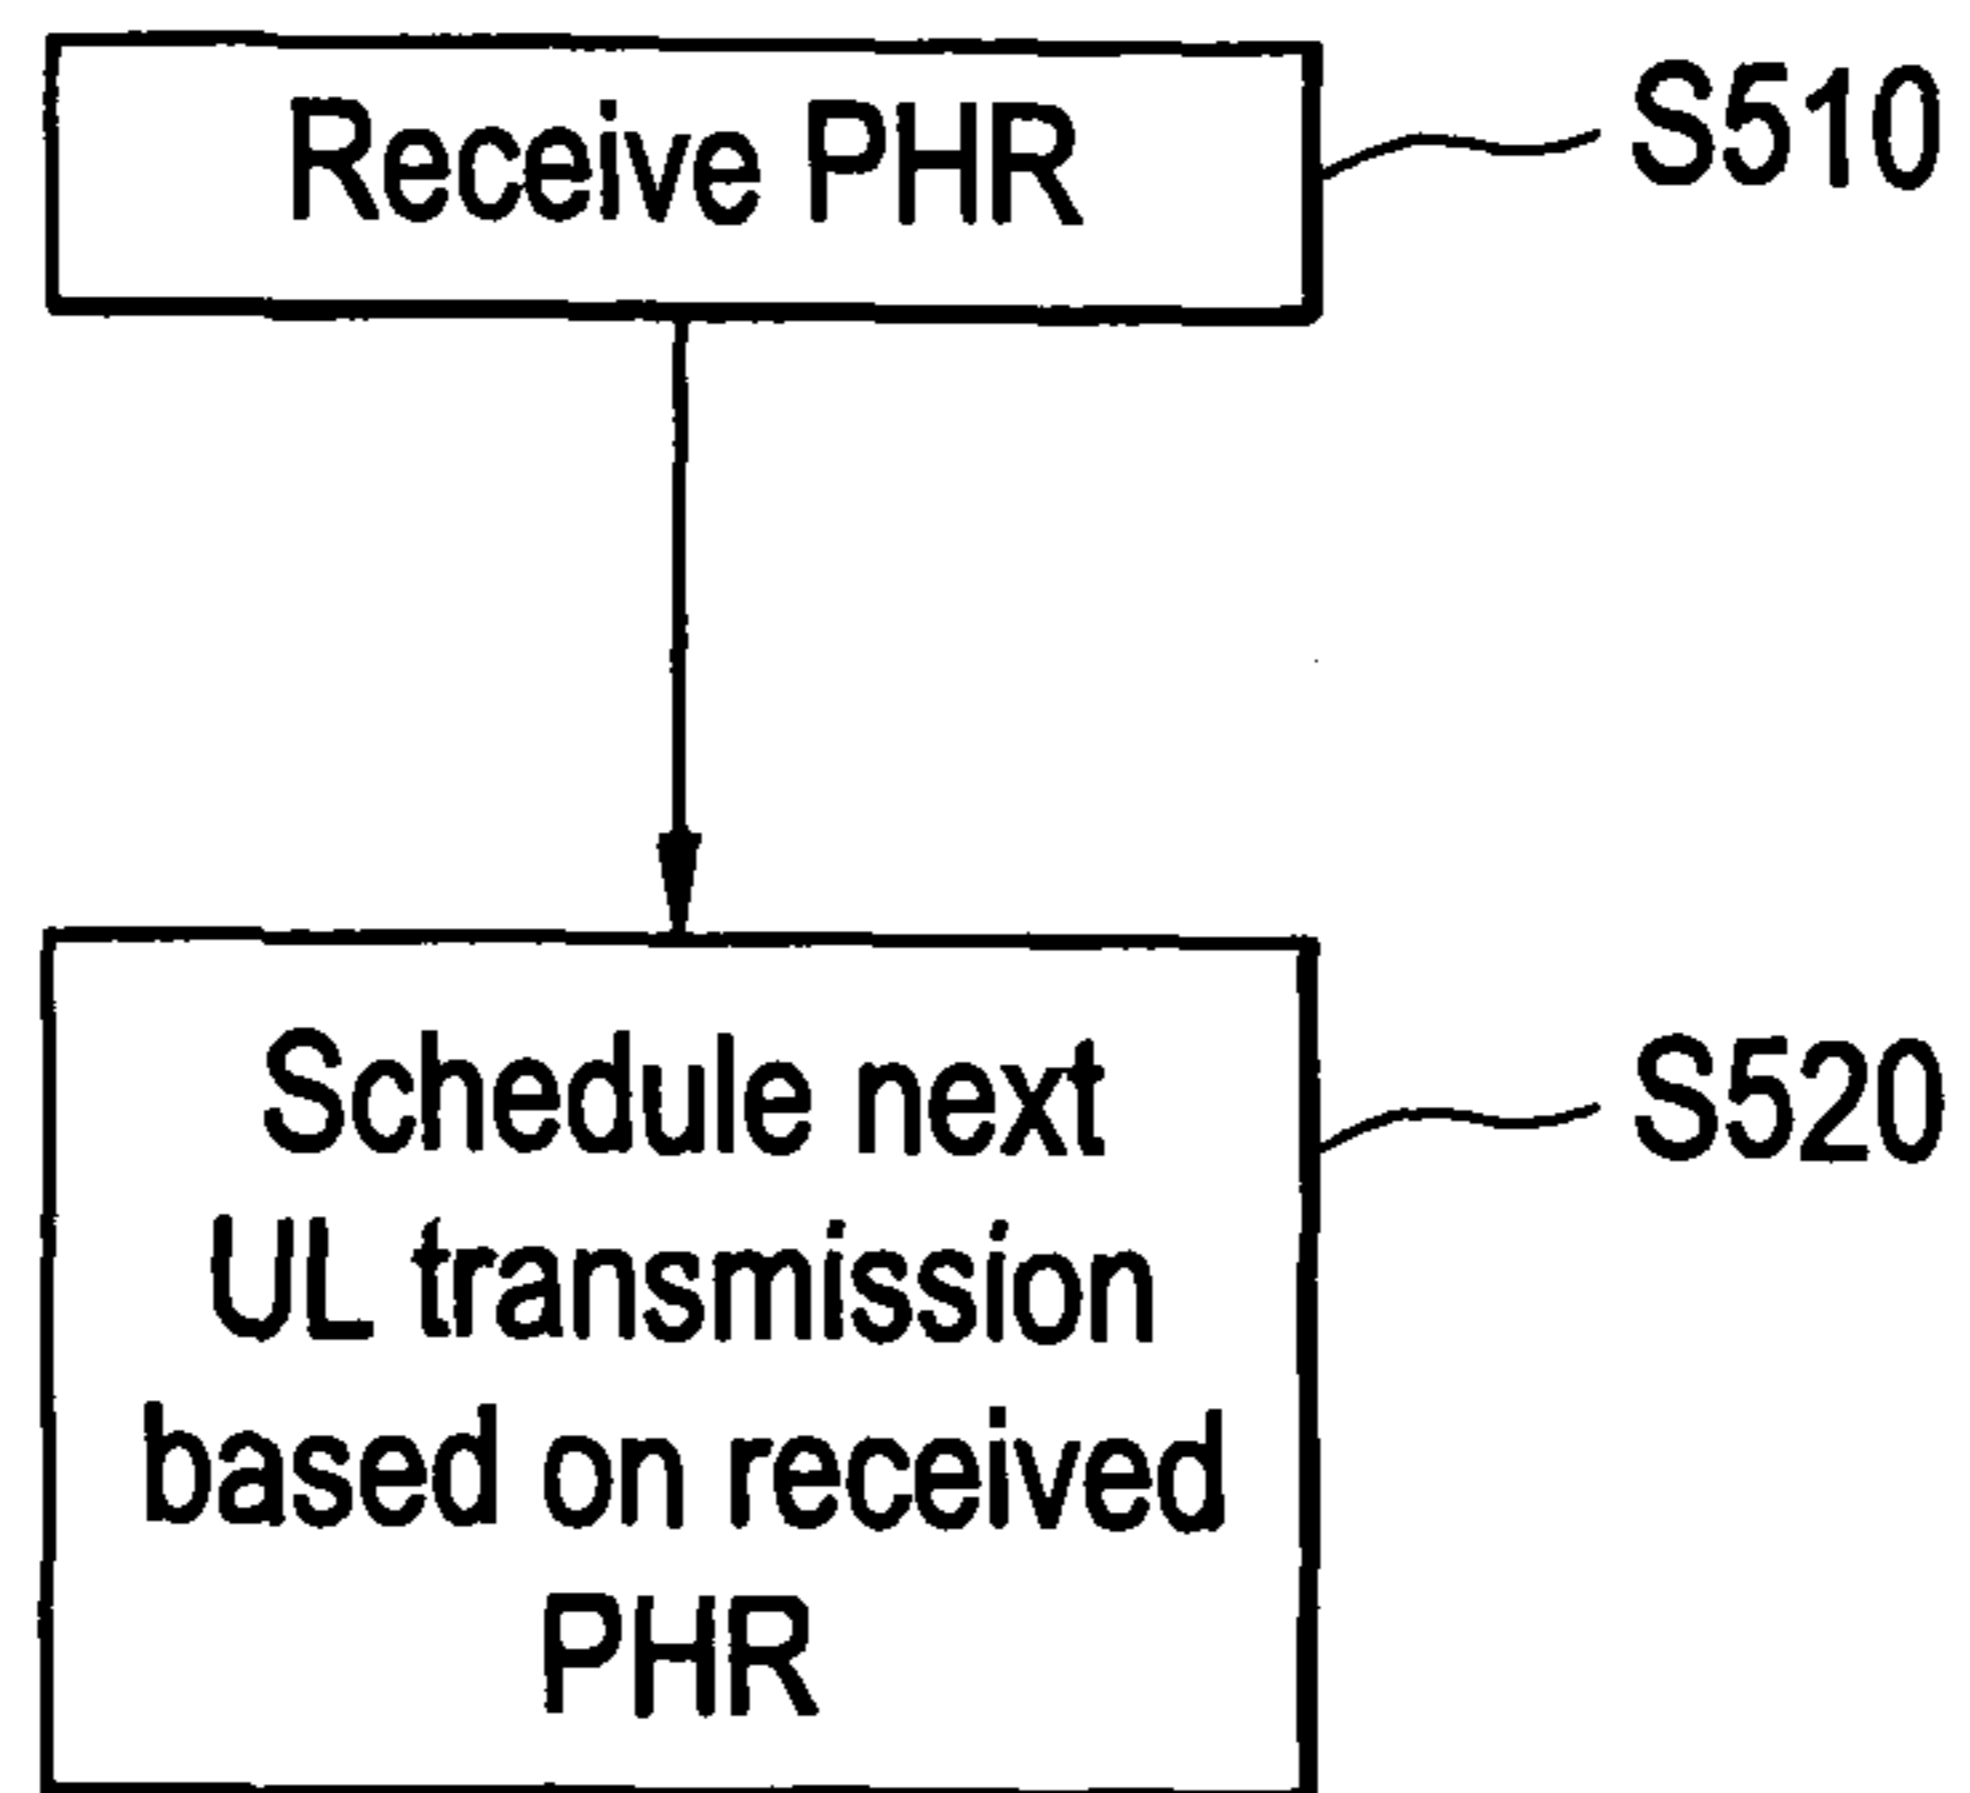 Receive PHR
S510
Schedule next
UL transmission
based on received
PHR
S520